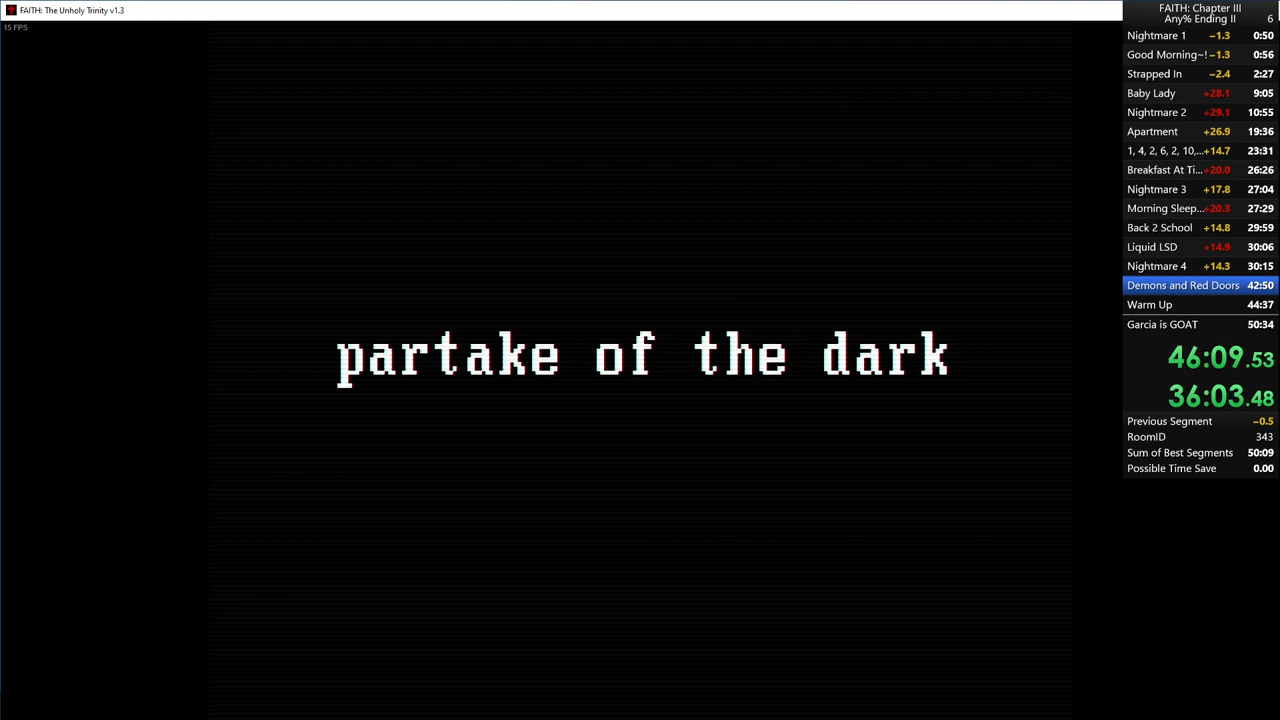 FAITH: The Unholy Trinity v1.3
15 FPS
partake of the dark
FAITH: Chapter III
Any% Ending II 6
Nightmare 1 −1.3 0:50
Good Morning~! −1.3 0:56
Strapped In −2.4 2:27
Baby Lady +28.1 9:05
Nightmare 2 +29.1 10:55
Apartment +26.9 19:36
1, 4, 2, 6, 2, 10,... +14.7 23:31
Breakfast At Ti... +20.0 26:26
Nightmare 3 +17.8 27:04
Morning Sleep... +20.3 27:29
Back 2 School +14.8 29:59
Liquid LSD +14.9 30:06
Nightmare 4 +14.3 30:15
Demons and Red Doors 42:50
Warm Up 44:37
Garcia is GOAT 50:34
46:09.53
36:03.48
Previous Segment −0.5
RoomID 343
Sum of Best Segments 50:09
Possible Time Save 0.00